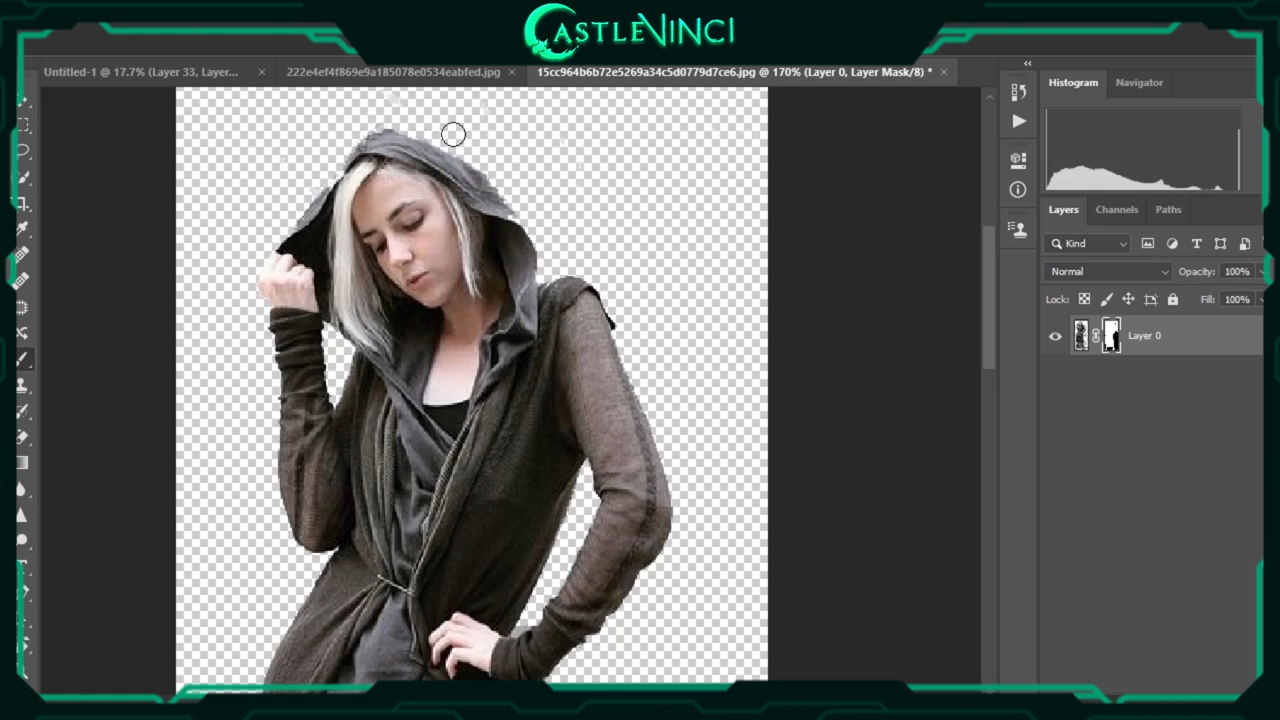 CASTLEVINCI
Untitled-1 @ 17.7% (Layer 33, Layer...
222e4ef4f869e9a185078e0534eabfed.jpg
15cc964b6b72e5269a34c5d0779d7ce6.jpg @ 170% (Layer 0, Layer Mask/8) *
Histogram
Navigator
Layers
Channels
Paths
Kind
Normal
Opacity: 100%
Lock:
Fill: 100%
Layer 0